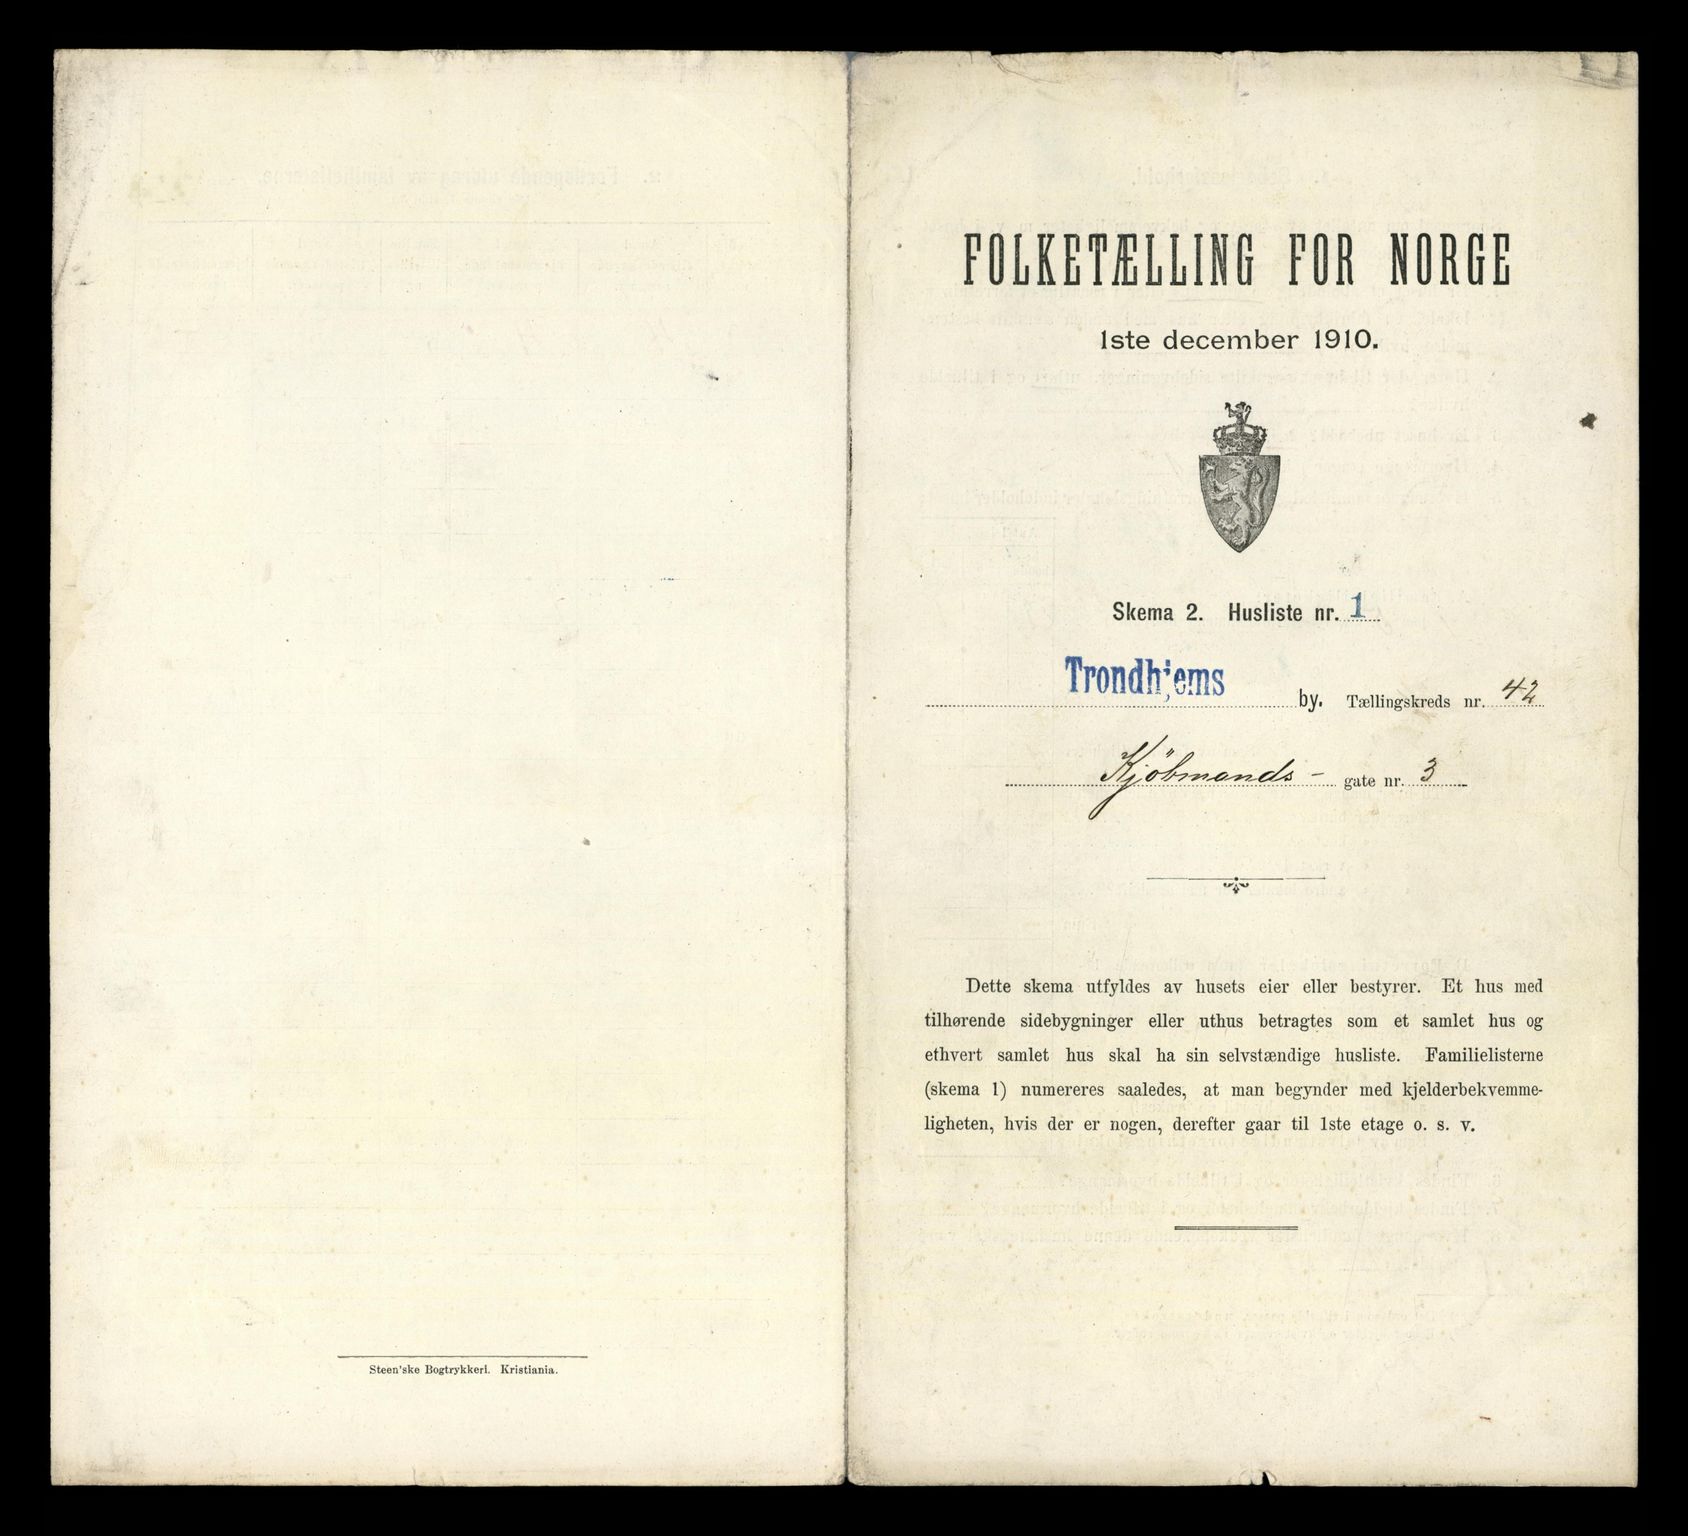 FOLKETÆLLING FOR NORGE
1ste december 1910.
Skema 2. Husliste nr. 1
Trondhjems by. Tællingskreds nr. 42
Kjöbmands- gate nr. 3
Dette skema utfyldes av husets eier eller bestyrer. Et hus med
tilhørende sidebygninger eller uthus betragtes som et samlet hus og
ethvert samlet hus skal ha sin selvstændige husliste. Familielisterne
(skema 1) numereres saaledes, at man begynder med kjelderbekvemme-
ligheten, hvis der er nogen, derefter gaar til 1ste etage o. s. v.
Steen'ske Bogtrykkeri. Kristiania.